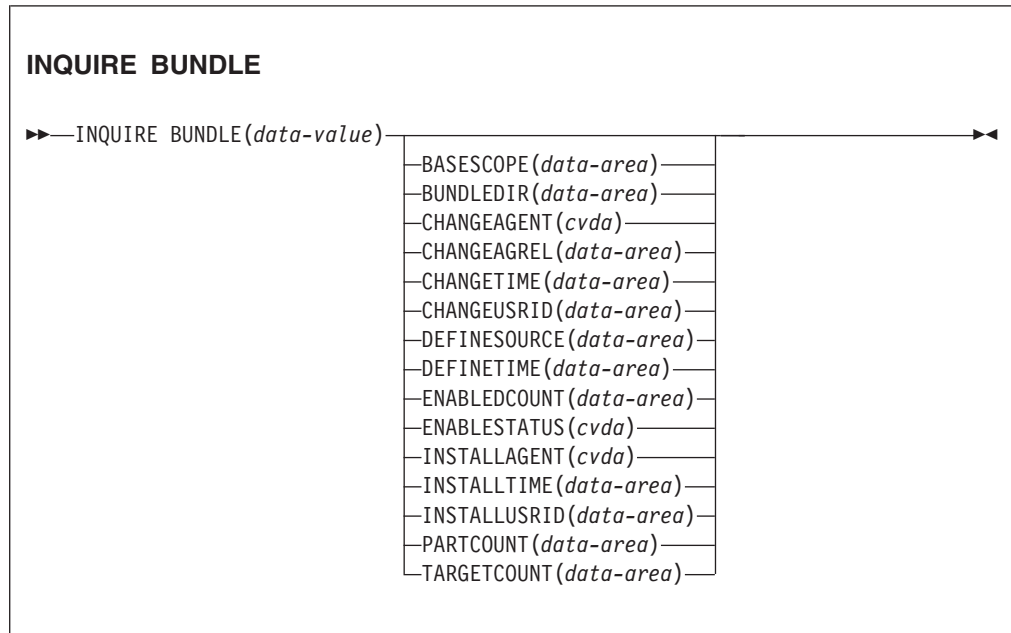 INQUIRE BUNDLE
INQUIRE BUNDLE(data-value)
BASESCOPE(data-area)
BUNDLEDIR(data-area)
CHANGEAGENT(cvda)
CHANGEAGREL(data-area)
CHANGETIME(data-area)
CHANGEUSRID(data-area)
DEFINESOURCE(data-area)
DEFINETIME(data-area)
ENABLEDCOUNT(data-area)
ENABLESTATUS(cvda)
INSTALLAGENT(cvda)
INSTALLTIME(data-area)
INSTALLUSRID(data-area)
PARTCOUNT(data-area)
TARGETCOUNT(data-area)